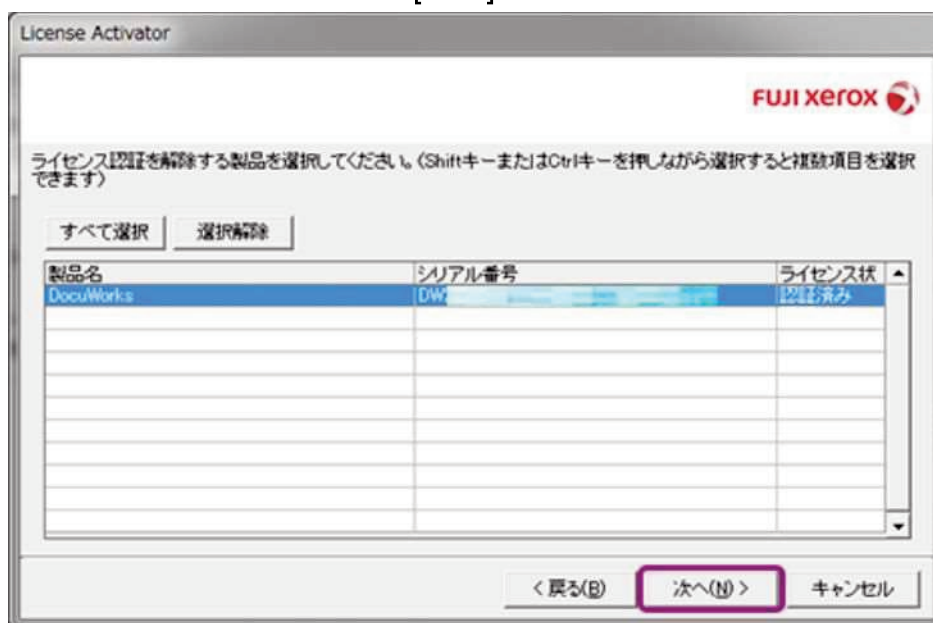 License Activator
FUJI xerox
ライセンス認証を解除する製品を選択してください。(ShiftキーまたはCtrlキーを押しながら選択すると複数項目を選択
できます)
すべて選択 選択解除
製品名 シリアル番号 ライセンス状
DocuWorks DW 認証済み
< 戻る(B) 次へ(N) > キャンセル